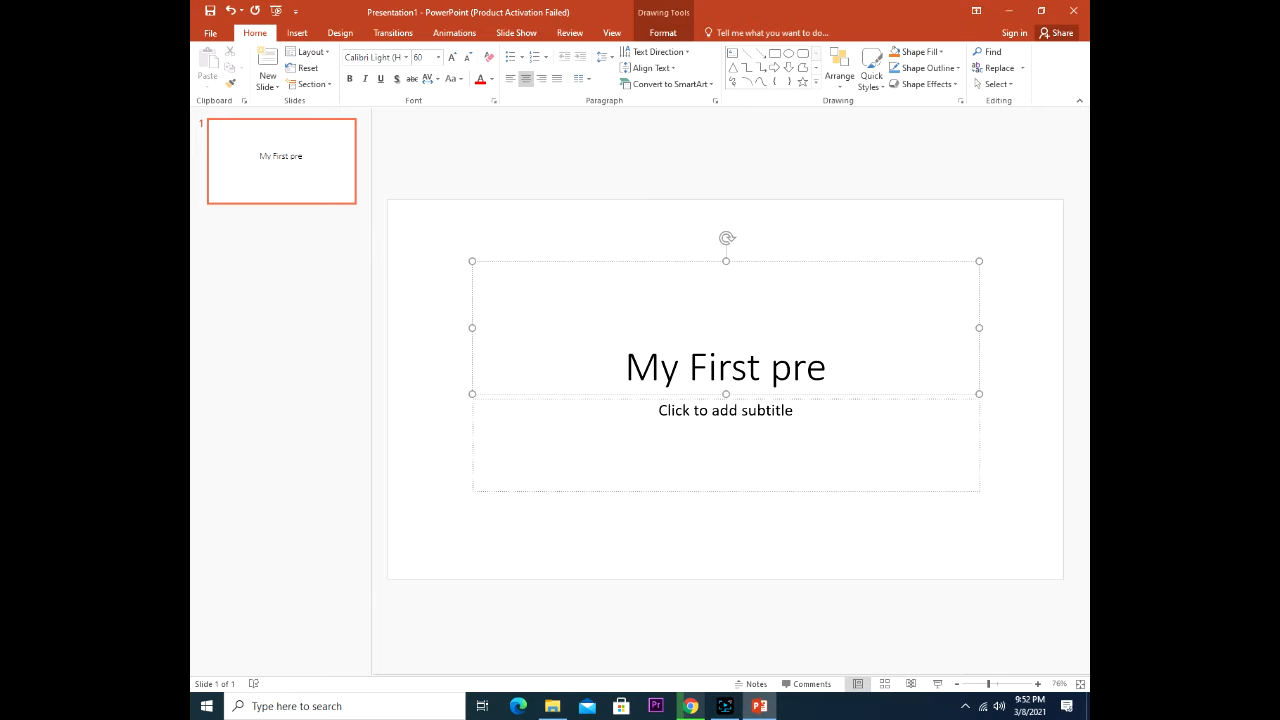 Presentation1 - PowerPoint (Product Activation Failed)
Drawing Tools
File Home Insert Design Transitions Animations Slide Show Review View Format Tell me what you want to do... Sign in Share
Paste
New
Slide
Layout
Reset
Section
Calibri Light (H 60
B I U S abc AV Aa A
Text Direction
Align Text
Convert to SmartArt
Arrange
Quick
Styles
Shape Fill
Shape Outline
Shape Effects
Find
Replace
Select
Clipboard Slides Font Paragraph Drawing Editing
1
My First pre
My First pre
Click to add subtitle
Slide 1 of 1
Notes Comments 76%
Type here to search
Pr
9:52 PM
3/8/2021